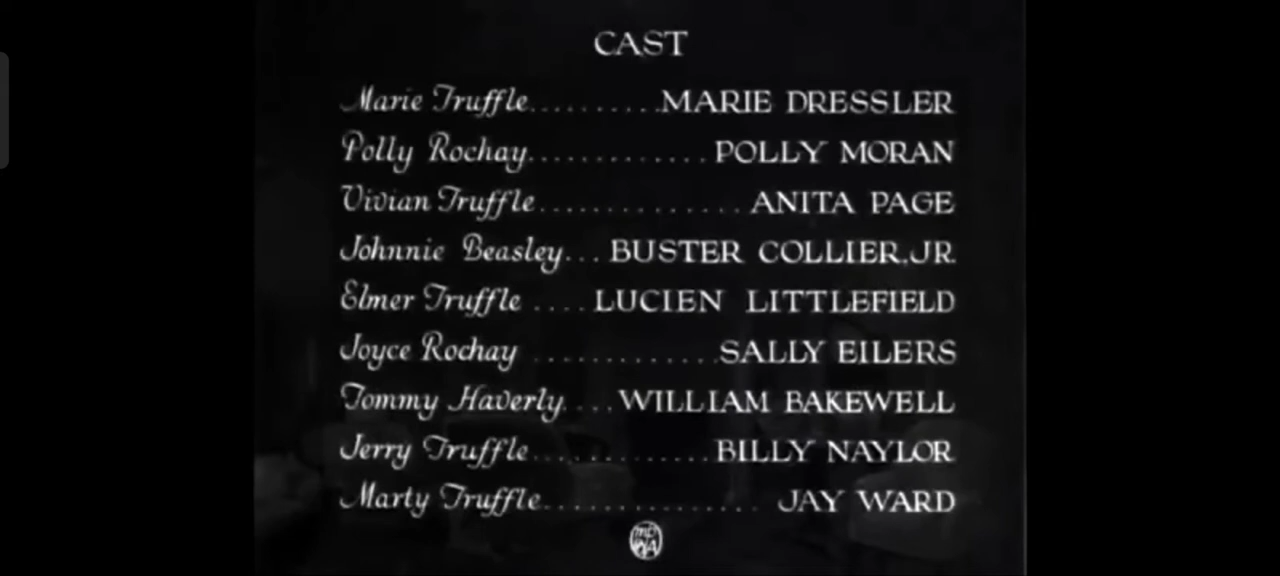 CAST
Marie Truffle..........MARIE DRESSLER
Polly Rochay.............POLLY MORAN
Vivian Truffle..............ANITA PAGE
Johnnie Beasley...BUSTER COLLIER.JR.
Elmer Truffle ....LUCIEN LITTLEFIELD
Joyce Rochay .............SALLY EILERS
Tommy Haverly....WILLIAM BAKEWELL
Jerry Truffle.............BILLY NAYLOR
Marty Truffle............... JAY WARD